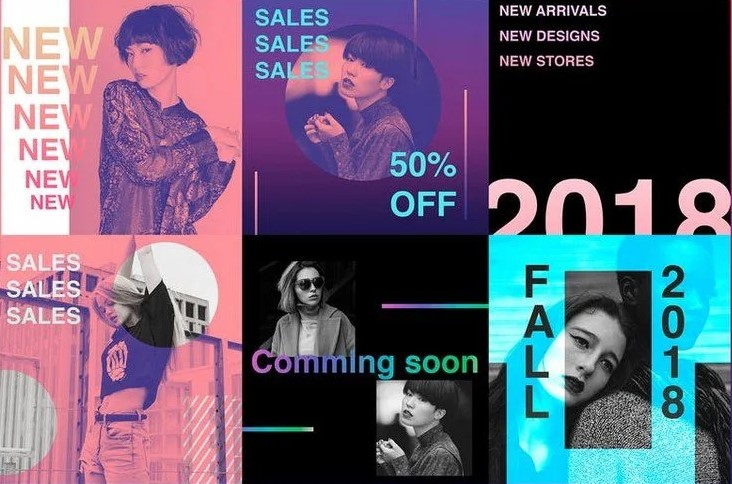 NEW
NEW
NEW
NEW
NEW
NEW
SALES
SALES
SALES
50%
OFF
NEW ARRIVALS
NEW DESIGNS
NEW STORES
2018
SALES
SALES
SALES
Comming soon
FALL
2018